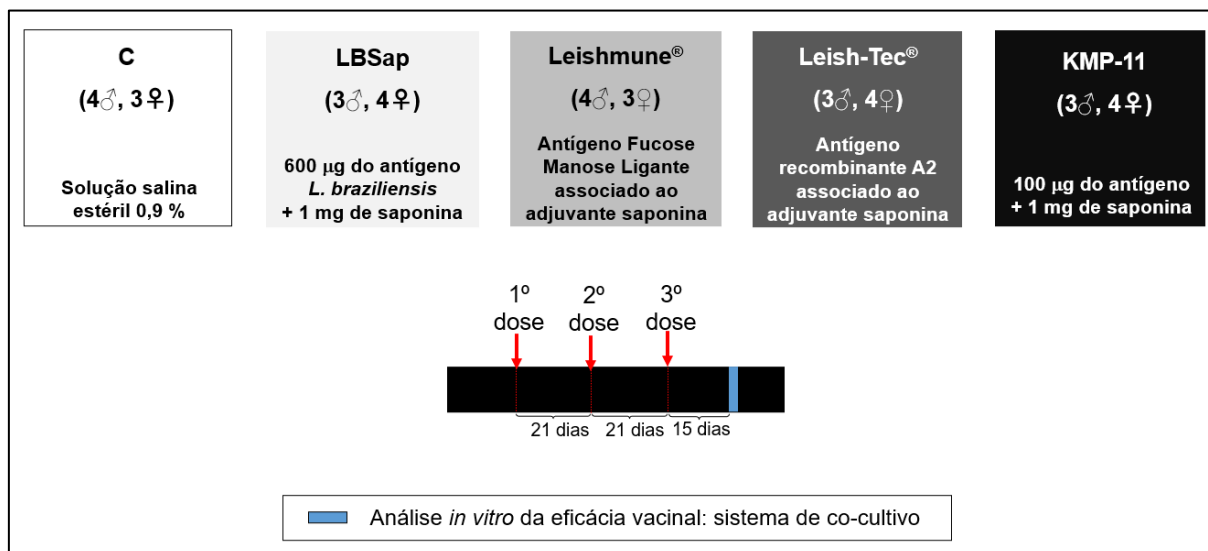 C
(4♂, 3♀)
Solução salina
estéril 0,9 %
LBSap
(3♂, 4♀)
600 μg do antígeno
L. braziliensis
+ 1 mg de saponina
Leishmune®
(4♂, 3♀)
Antígeno Fucose
Manose Ligante
associado ao
adjuvante saponina
Leish-Tec®
(3♂, 4♀)
Antígeno
recombinante A2
associado ao
adjuvante saponina
KMP-11
(3♂, 4♀)
100 μg do antígeno
+ 1 mg de saponina
1º
dose
2º
dose
3º
dose
21 dias
21 dias
15 dias
Análise in vitro da eficácia vacinal: sistema de co-cultivo